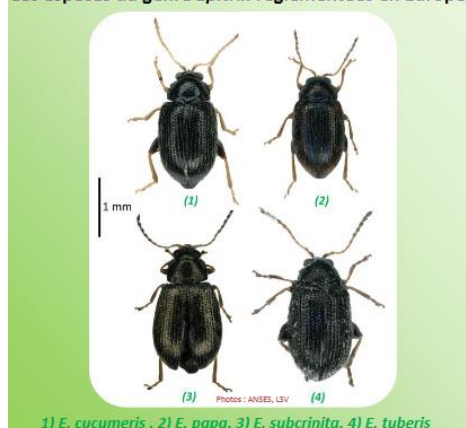 Les espèces du genre Epitrix réglementées en Europe
(1)
(2)
1 mm
(3)
Photos : ANSES, LSV
(4)
1) E. cucumeris , 2) E. papa, 3) E. subcrinita, 4) E. tuberis